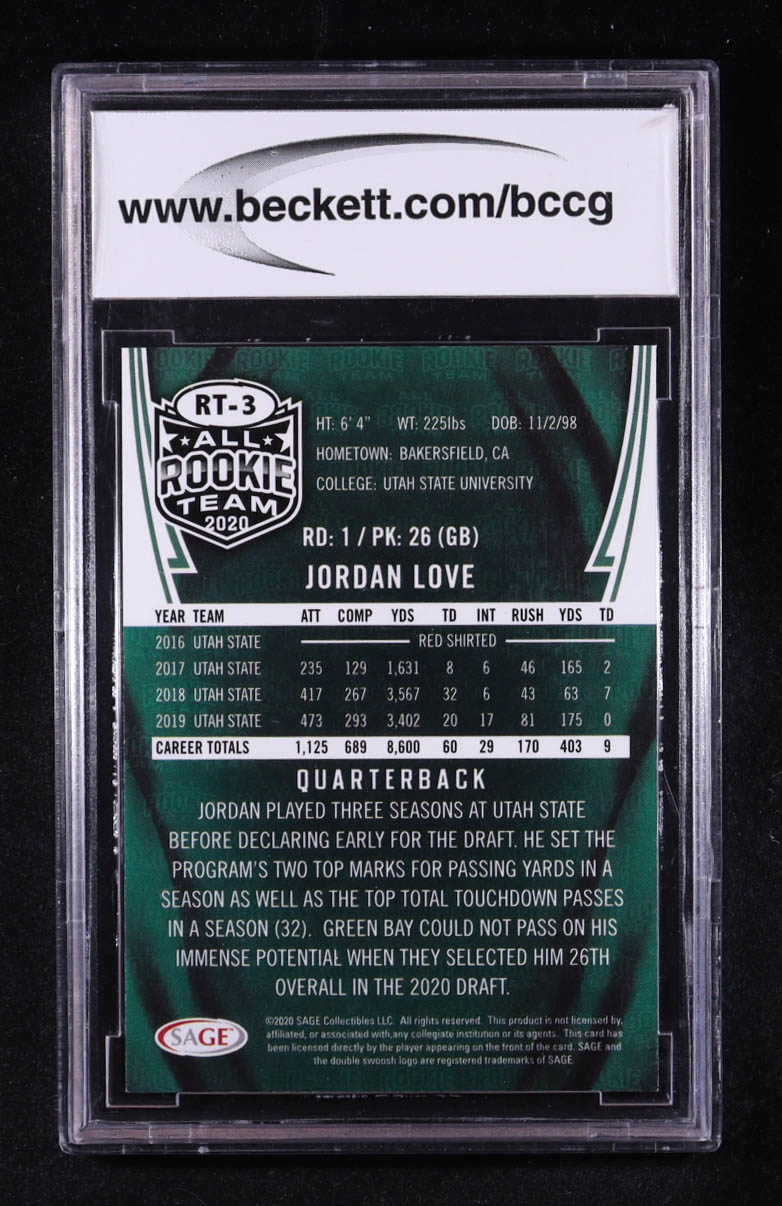 www.beckett.com/bccg
RT-3
ALL
ROOKIE
TEAM
2020
HT: 6' 4" WT: 225lbs DOB: 11/2/98
HOMETOWN: BAKERSFIELD, CA
COLLEGE: UTAH STATE UNIVERSITY
RD: 1 / PK: 26 (GB)
JORDAN LOVE
YEAR TEAM ATT COMP YDS TD INT RUSH YDS TD
2016 UTAH STATE RED SHIRTED
2017 UTAH STATE 235 129 1,631 8 6 46 165 2
2018 UTAH STATE 417 267 3,567 32 6 43 63 7
2019 UTAH STATE 473 293 3,402 20 17 81 175 0
CAREER TOTALS 1,125 689 8,600 60 29 170 403 9
QUARTERBACK
JORDAN PLAYED THREE SEASONS AT UTAH STATE
BEFORE DECLARING EARLY FOR THE DRAFT. HE SET THE
PROGRAM'S TWO TOP MARKS FOR PASSING YARDS IN A
SEASON AS WELL AS THE TOP TOTAL TOUCHDOWN PASSES
IN A SEASON (32). GREEN BAY COULD NOT PASS ON HIS
IMMENSE POTENTIAL WHEN THEY SELECTED HIM 26TH
OVERALL IN THE 2020 DRAFT.
SAGE™
©2020 SAGE Collectibles LLC. All rights reserved. This product is not licensed by,
affiliated, or associated with,any collegiate institution or its agents. This card has
been licensed directly by the player appearing on the front of the card. SAGE and
the double swoosh logo are registered trademarks of SAGE.